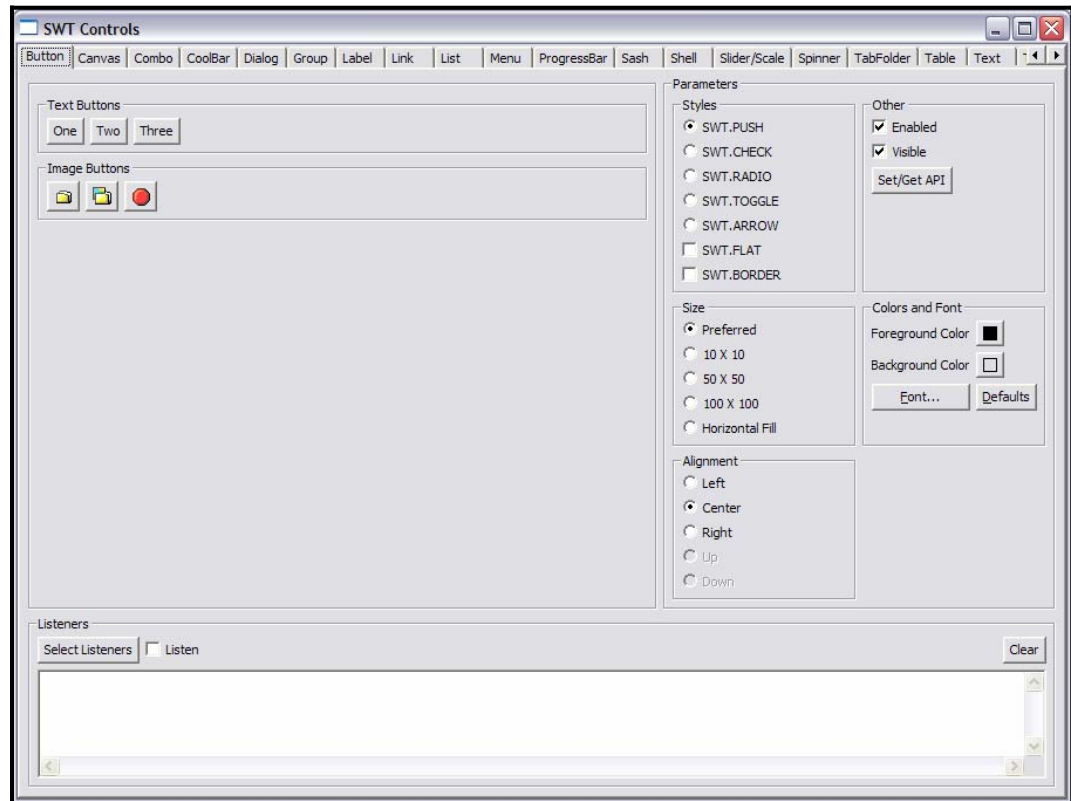 SWT Controls
Button Canvas Combo CoolBar Dialog Group Label Link List Menu ProgressBar Sash Shell Slider/Scale Spinner TabFolder Table Text
Text Buttons
One Two Three
Image Buttons
Parameters
Styles
SWT.PUSH
SWT.CHECK
SWT.RADIO
SWT.TOGGLE
SWT.ARROW
SWT.FLAT
SWT.BORDER
Other
Enabled
Visible
Set/Get API
Size
Preferred
10 X 10
50 X 50
100 X 100
Horizontal Fill
Colors and Font
Foreground Color
Background Color
Font... Defaults
Alignment
Left
Center
Right
Up
Down
Listeners
Select Listeners Listen Clear